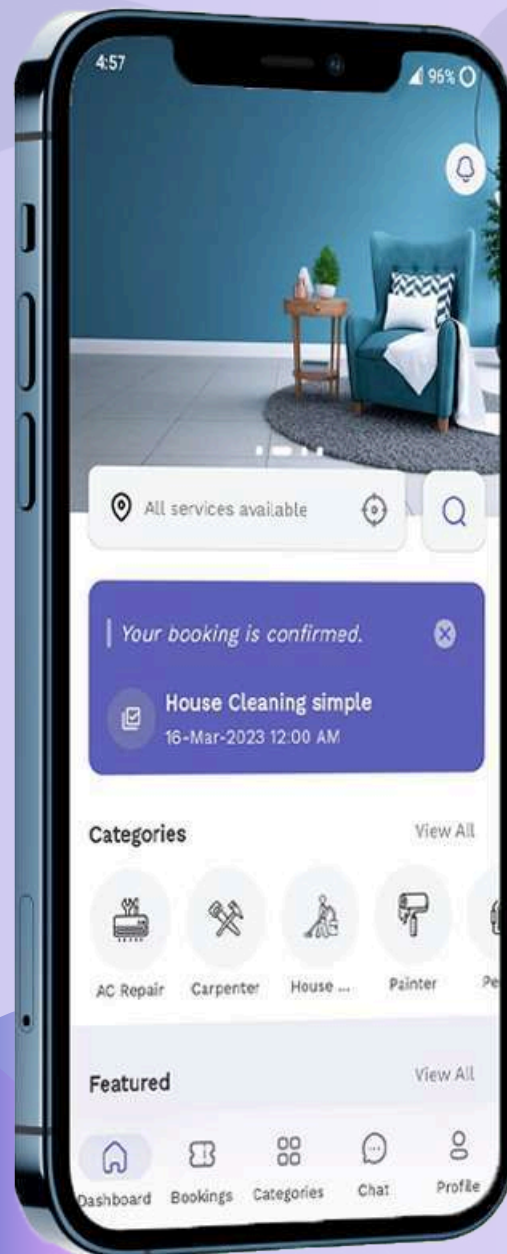 4:57
96%
All services available
Your booking is confirmed.
House Cleaning simple
16-Mar-2023 12:00 AM
Categories
View All
AC Repair
Carpenter
House ...
Painter
Pe
Featured
View All
Dashboard
Bookings
Categories
Chat
Profile